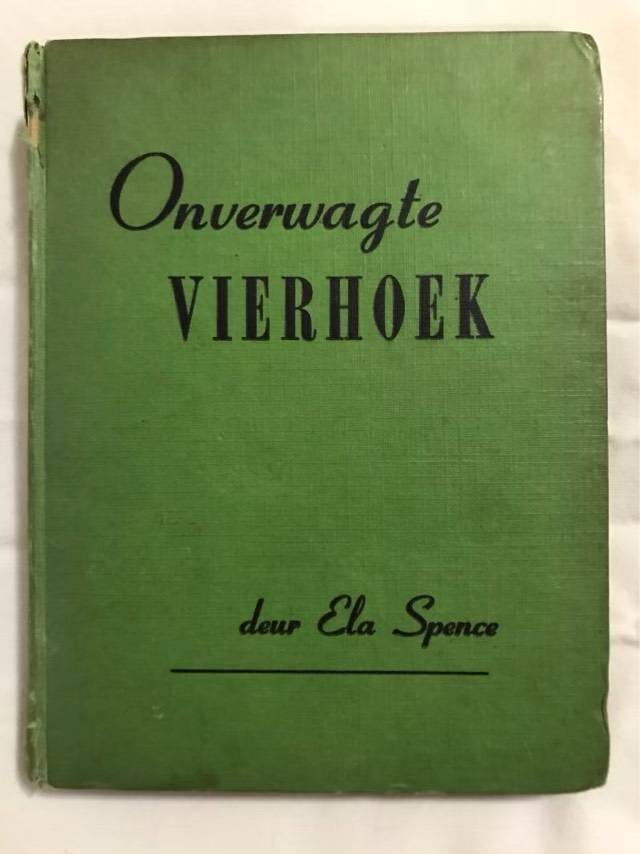 Onverwagte
VIERHOEK
deur Ela Spence